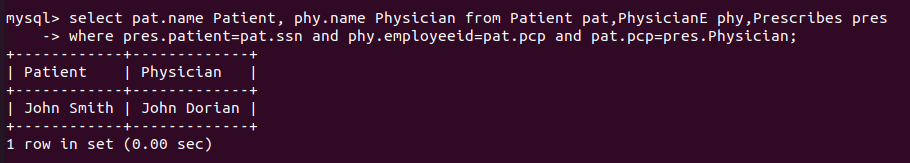 mysql> select pat.name Patient, phy.name Physician from Patient pat,PhysicianE phy,Prescribes pres
    -> where pres.patient=pat.ssn and phy.employeeid=pat.pcp and pat.pcp=pres.Physician;
+------------+-------------+
| Patient    | Physician   |
+------------+-------------+
| John Smith | John Dorian |
+------------+-------------+
1 row in set (0.00 sec)